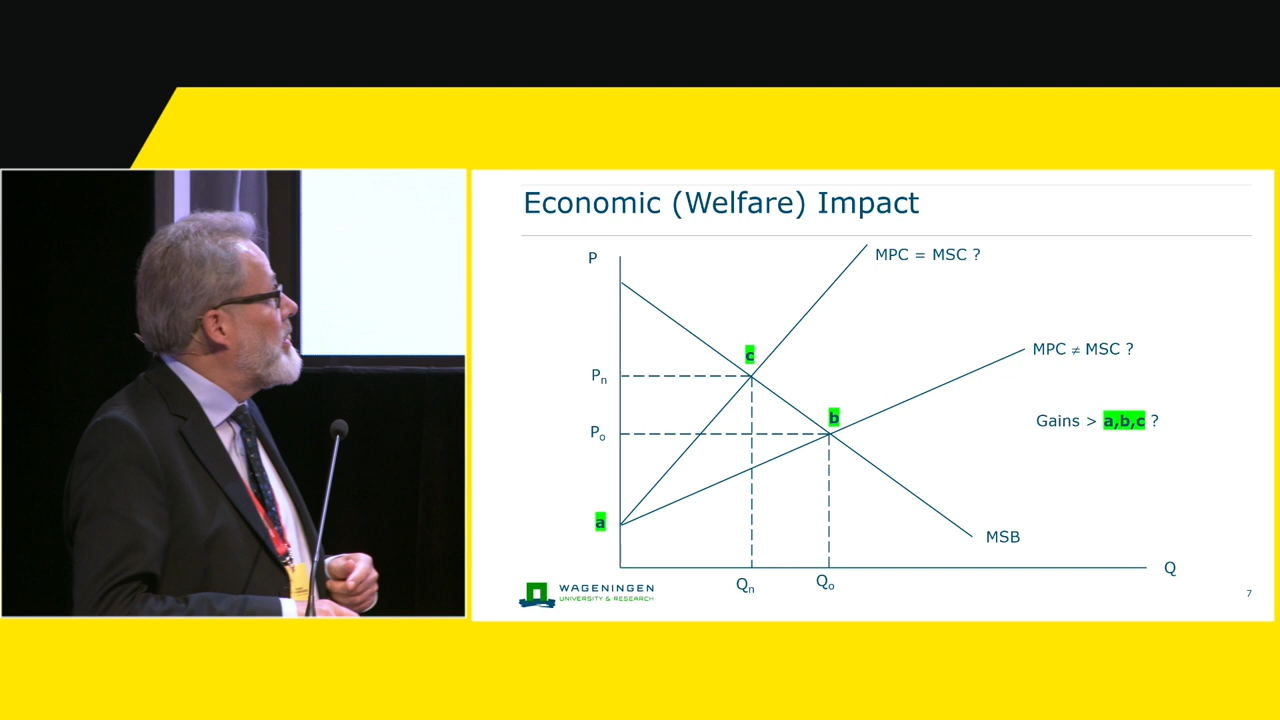 Economic (Welfare) Impact
P
MPC = MSC ?
c
MPC ≠ MSC ?
Pn
b
Gains > a,b,c ?
Po
a
MSB
Q
Qn
Qo
WAGENINGEN
UNIVERSITY & RESEARCH
7